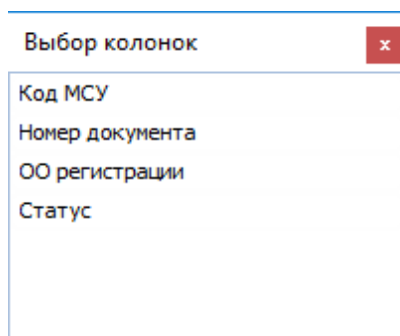 Выбор колонок
x
Код МСУ
Номер документа
ОО регистрации
Статус